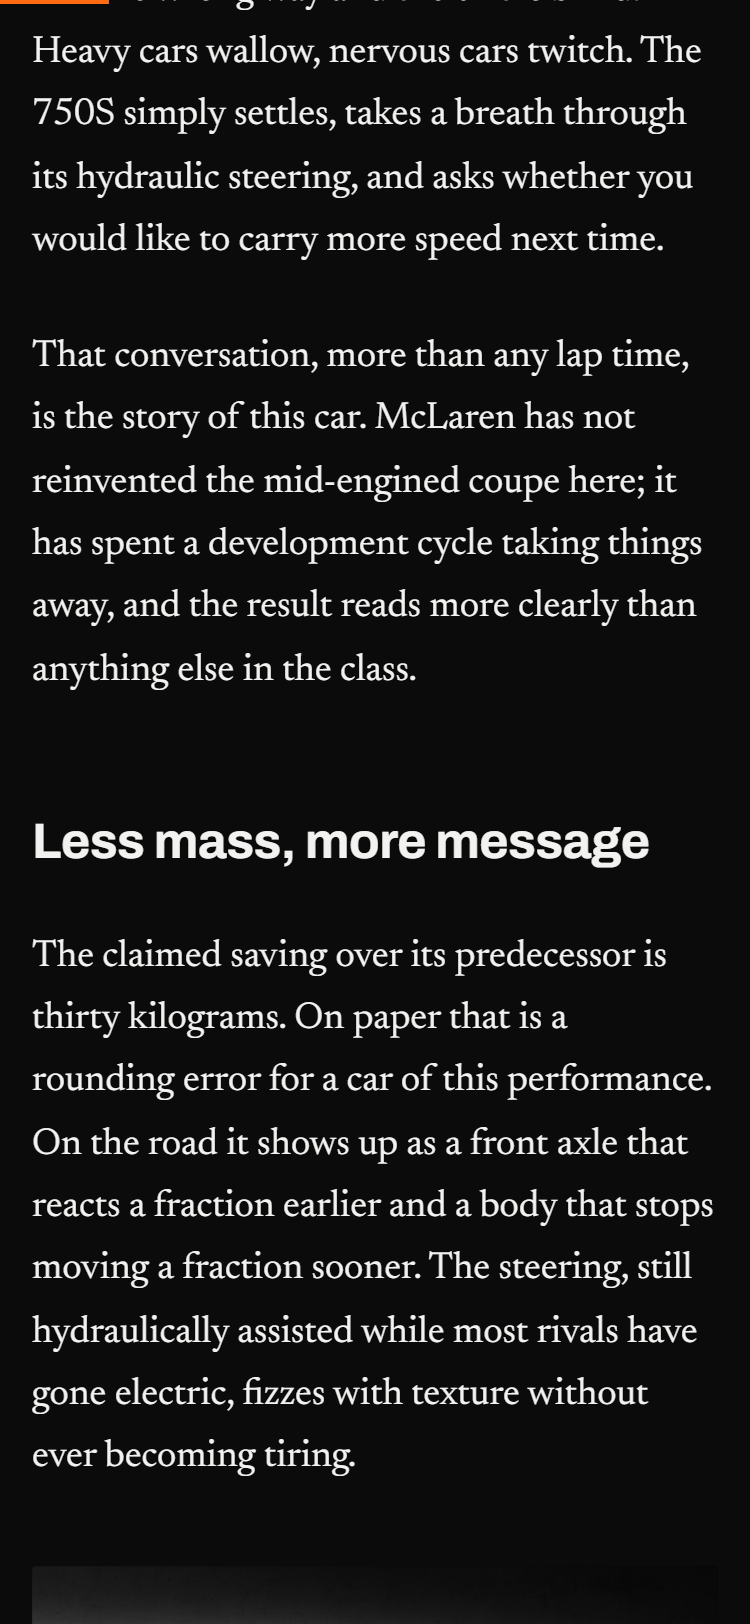 Heavy cars wallow, nervous cars twitch. The
750S simply settles, takes a breath through
its hydraulic steering, and asks whether you
would like to carry more speed next time.
That conversation, more than any lap time,
is the story of this car. McLaren has not
reinvented the mid-engined coupe here; it
has spent a development cycle taking things
away, and the result reads more clearly than
anything else in the class.
Less mass, more message
The claimed saving over its predecessor is
thirty kilograms. On paper that is a
rounding error for a car of this performance.
On the road it shows up as a front axle that
reacts a fraction earlier and a body that stops
moving a fraction sooner. The steering, still
hydraulically assisted while most rivals have
gone electric, fizzes with texture without
ever becoming tiring.